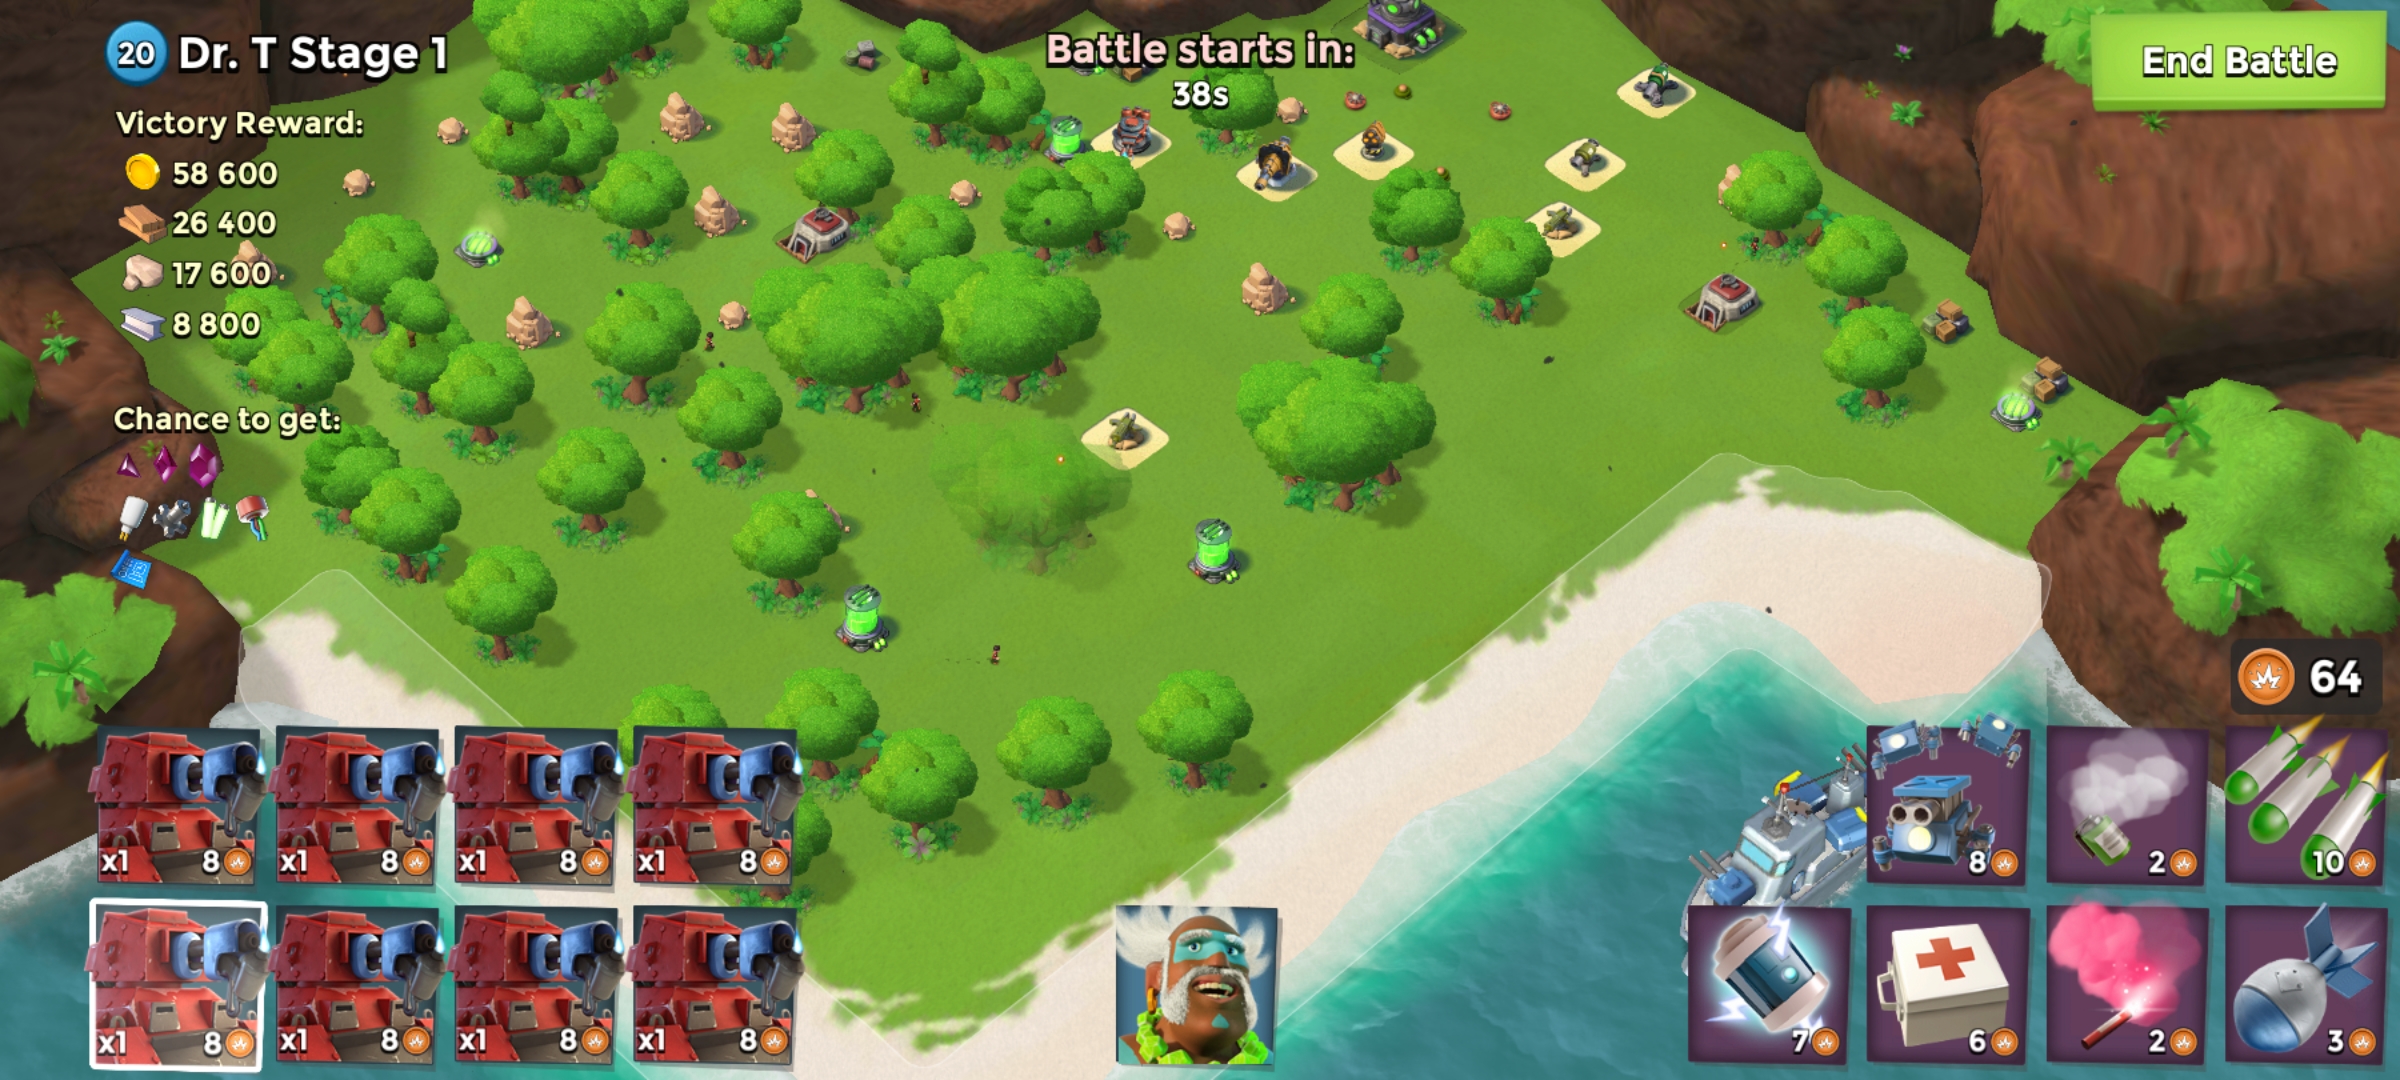 20 Dr. T Stage 1
Battle starts in:
38s
End Battle
Victory Reward:
58 600
26 400
17 600
8 800
Chance to get:
64
x1 8
x1 8
x1 8
x1 8
8
2
10
x1 8
x1 8
x1 8
x1 8
7
6
2
3